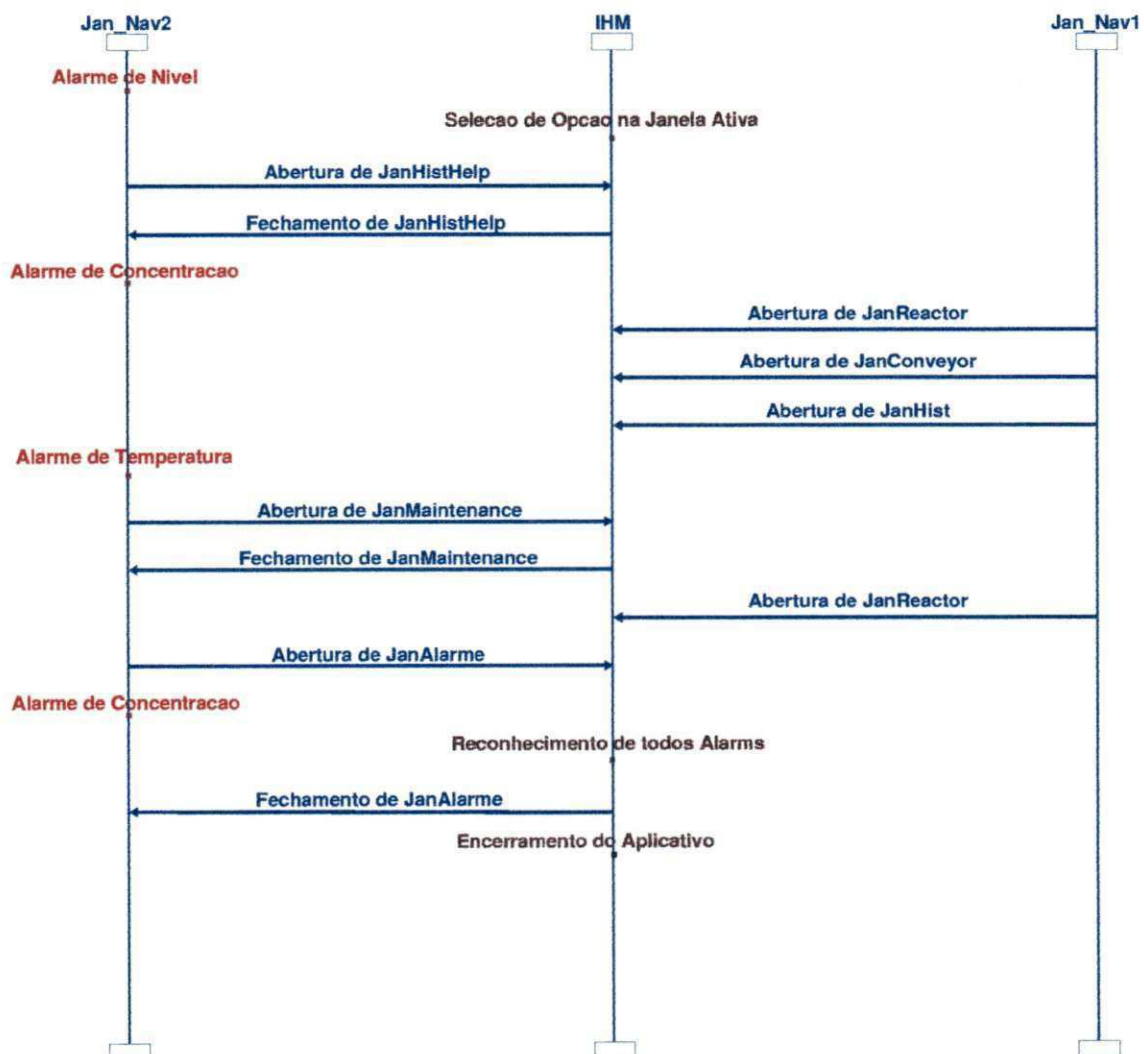 Jan_Nav2 IHM Jan_Nav1
Alarme de Nivel
Selecao de Opcao na Janela Ativa
Abertura de JanHistHelp
Fechamento de JanHistHelp
Alarme de Concentracao
Abertura de JanReactor
Abertura de JanConveyor
Abertura de JanHist
Alarme de Temperatura
Abertura de JanMaintenance
Fechamento de JanMaintenance
Abertura de JanReactor
Abertura de JanAlarme
Alarme de Concentracao
Reconhecimento de todos Alarms
Fechamento de JanAlarme
Encerramento do Aplicativo